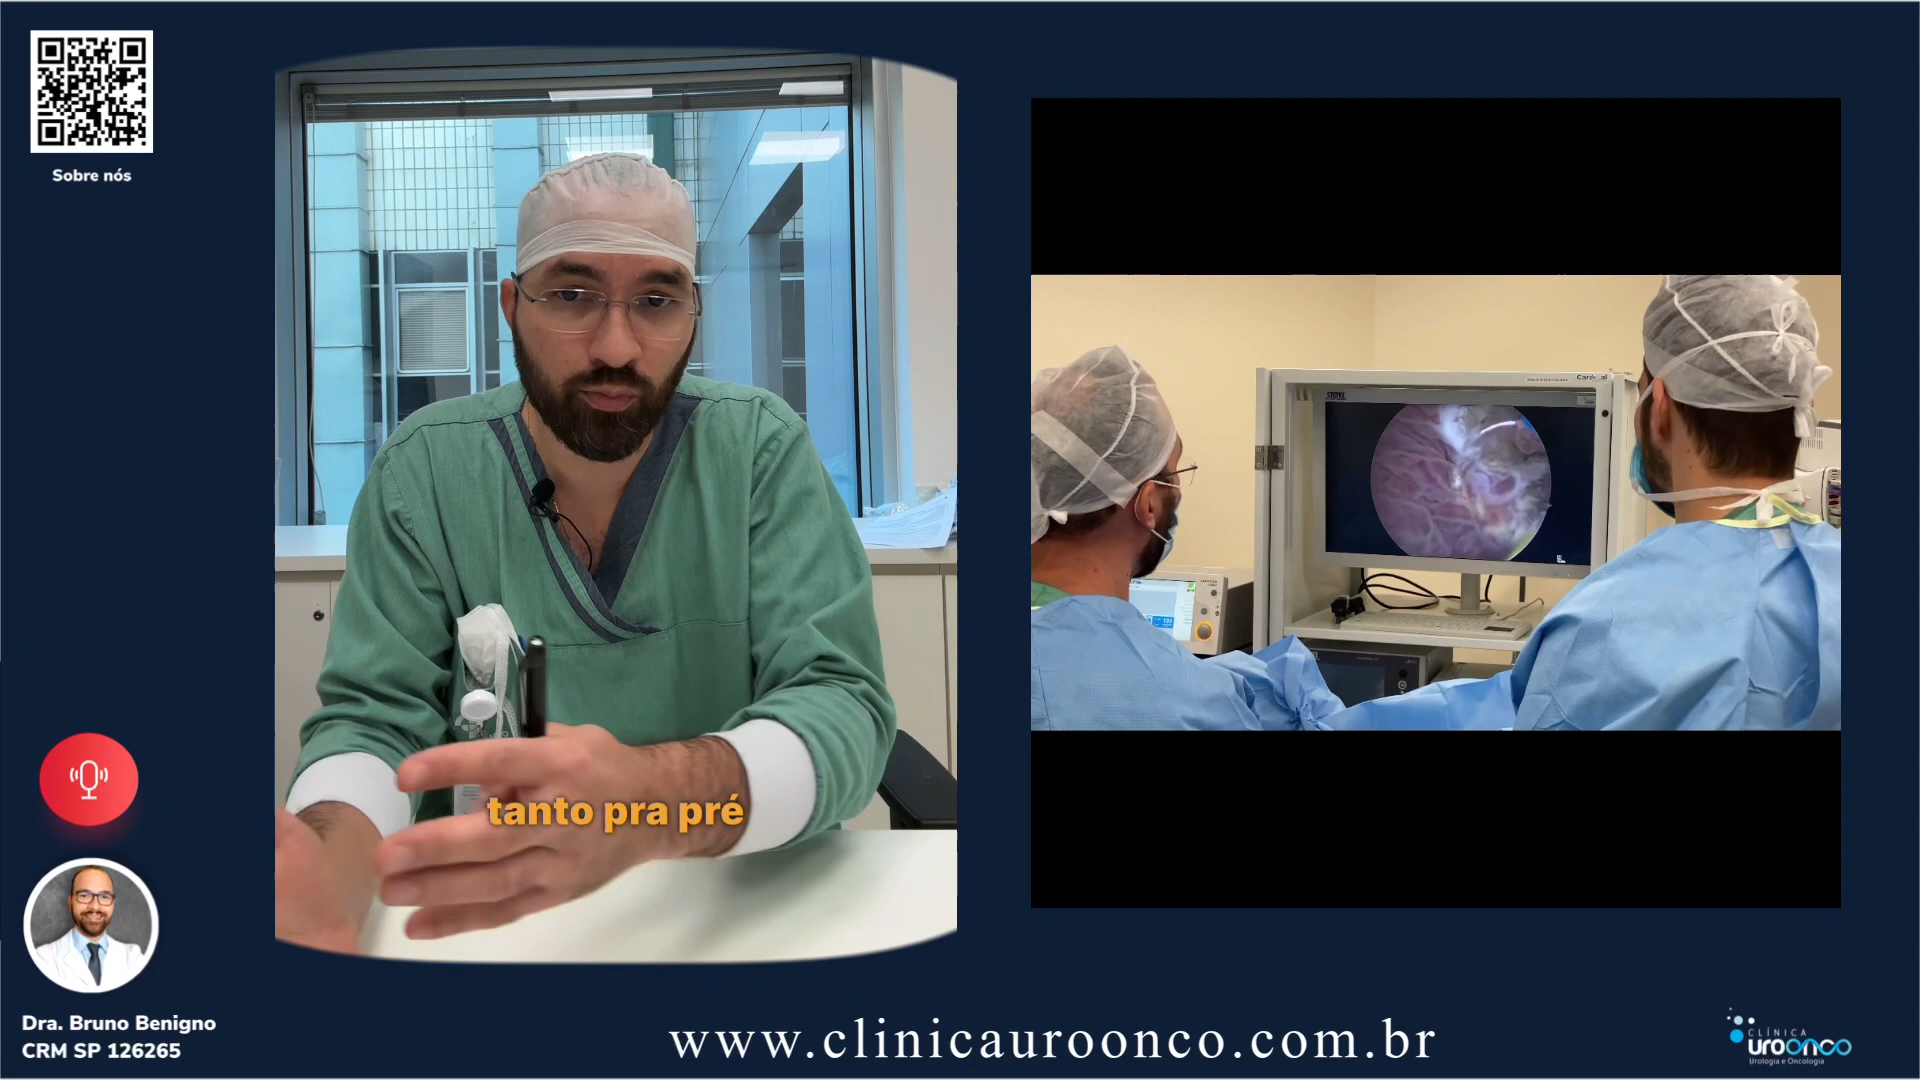 Sobre nós
tanto pra pré
STORZ
Dra. Bruno Benigno
CRM SP 126265
www.clinicauroonco.com.br
CLÍNICA
uroonco
Urologia e Oncologia